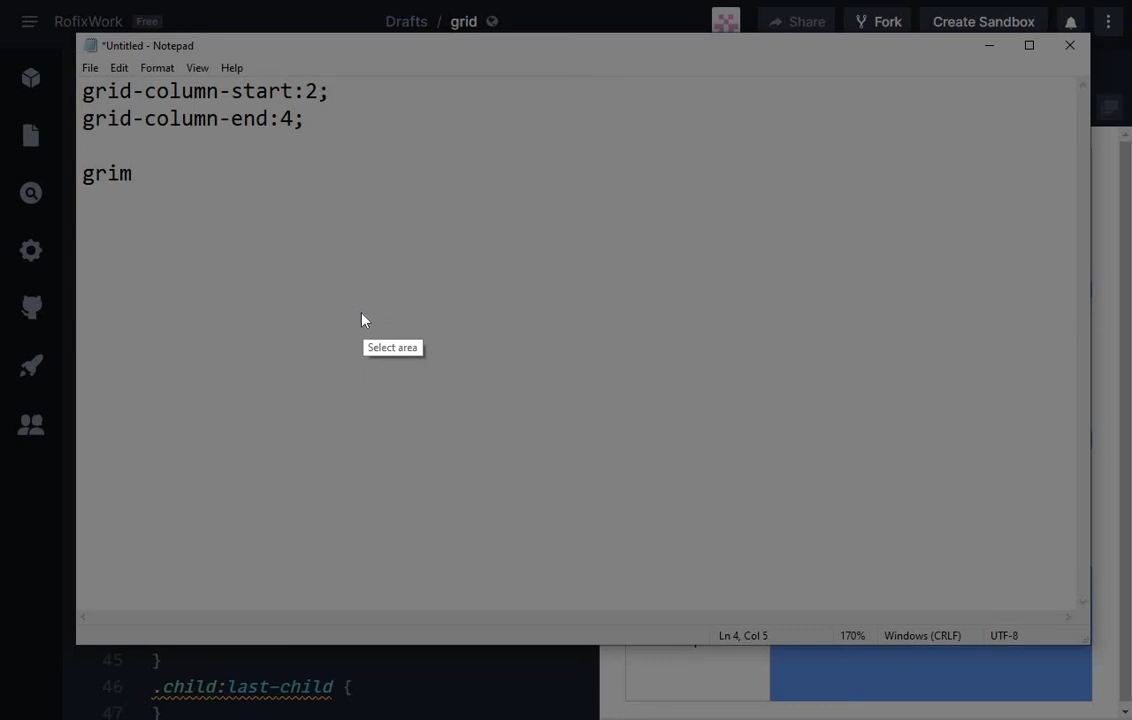 RofixWork Free Drafts / grid Share Fork Create Sandbox
*Untitled - Notepad
File Edit Format View Help
grid-column-start:2;
grid-column-end:4;
grim
Select area
Ln 4, Col 5 170% Windows (CRLF) UTF-8
45 }
46 .child:last-child {
47 }